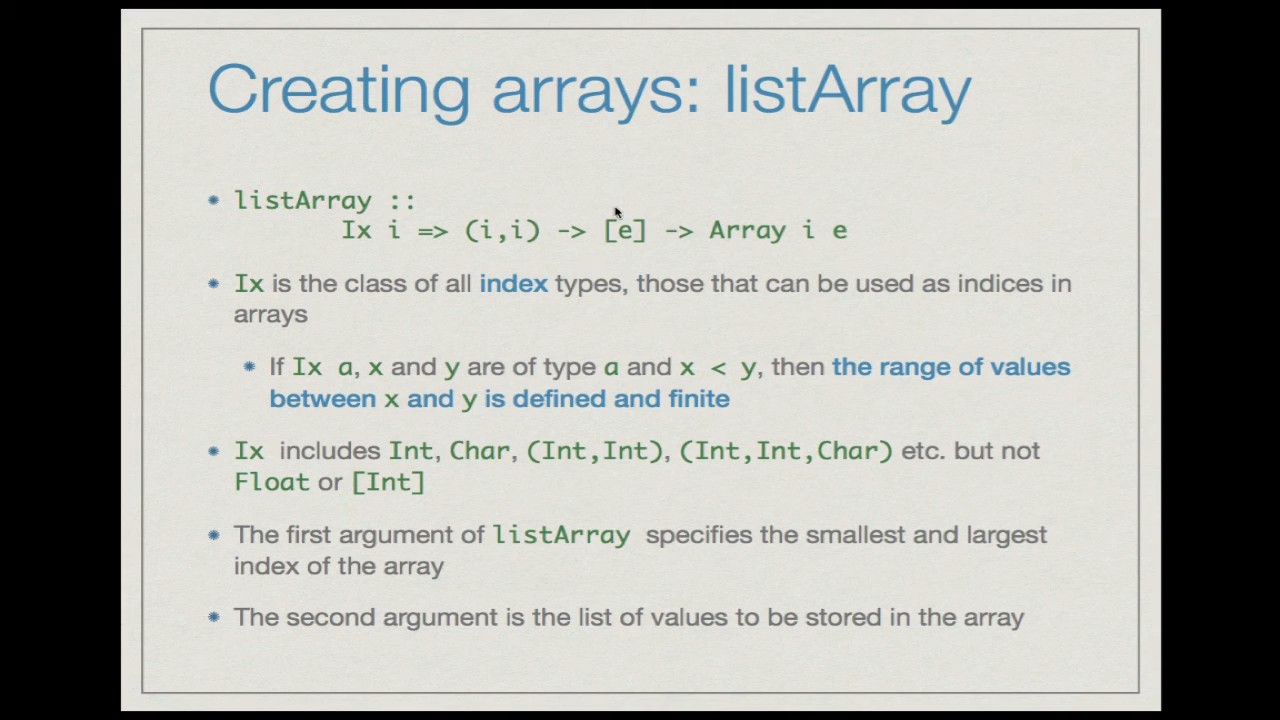 Creating arrays: listArray
listArray ::
Ix i => (i,i) -> [e] -> Array i e
Ix is the class of all index types, those that can be used as indices in
arrays
If Ix a, x and y are of type a and x < y, then the range of values
between x and y is defined and finite
Ix includes Int, Char, (Int,Int), (Int,Int,Char) etc. but not
Float or [Int]
The first argument of listArray specifies the smallest and largest
index of the array
The second argument is the list of values to be stored in the array